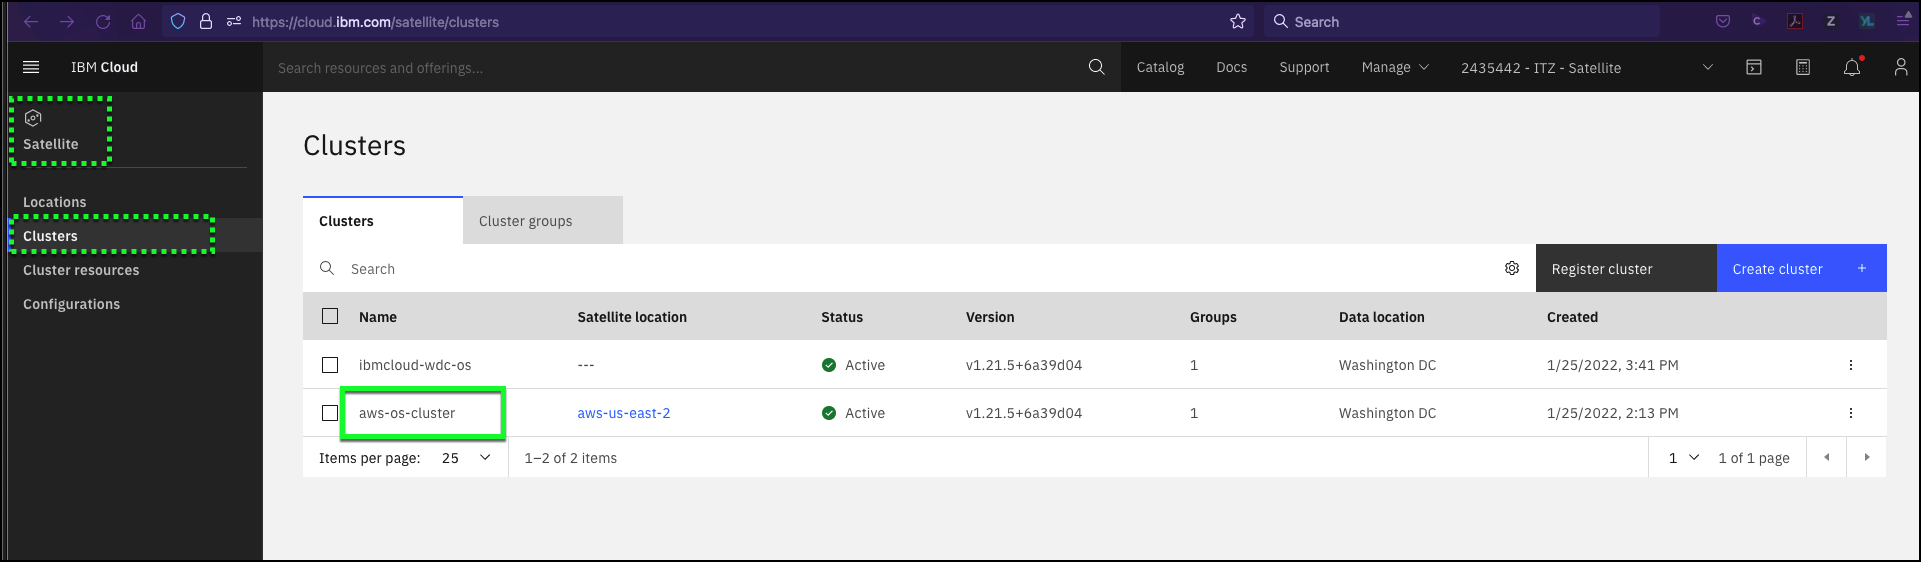 https://cloud.ibm.com/satellite/clusters
Search
C
Z
YL
IBM Cloud
Search resources and offerings...
Catalog
Docs
Support
Manage
2435442 - ITZ - Satellite
Satellite
Locations
Clusters
Cluster resources
Configurations
Clusters
Clusters
Cluster groups
Search
Register cluster
Create cluster +
Name Satellite location Status Version Groups Data location Created
ibmcloud-wdc-os --- Active v1.21.5+6a39d04 1 Washington DC 1/25/2022, 3:41 PM
aws-os-cluster aws-us-east-2 Active v1.21.5+6a39d04 1 Washington DC 1/25/2022, 2:13 PM
Items per page: 25 1–2 of 2 items 1 1 of 1 page